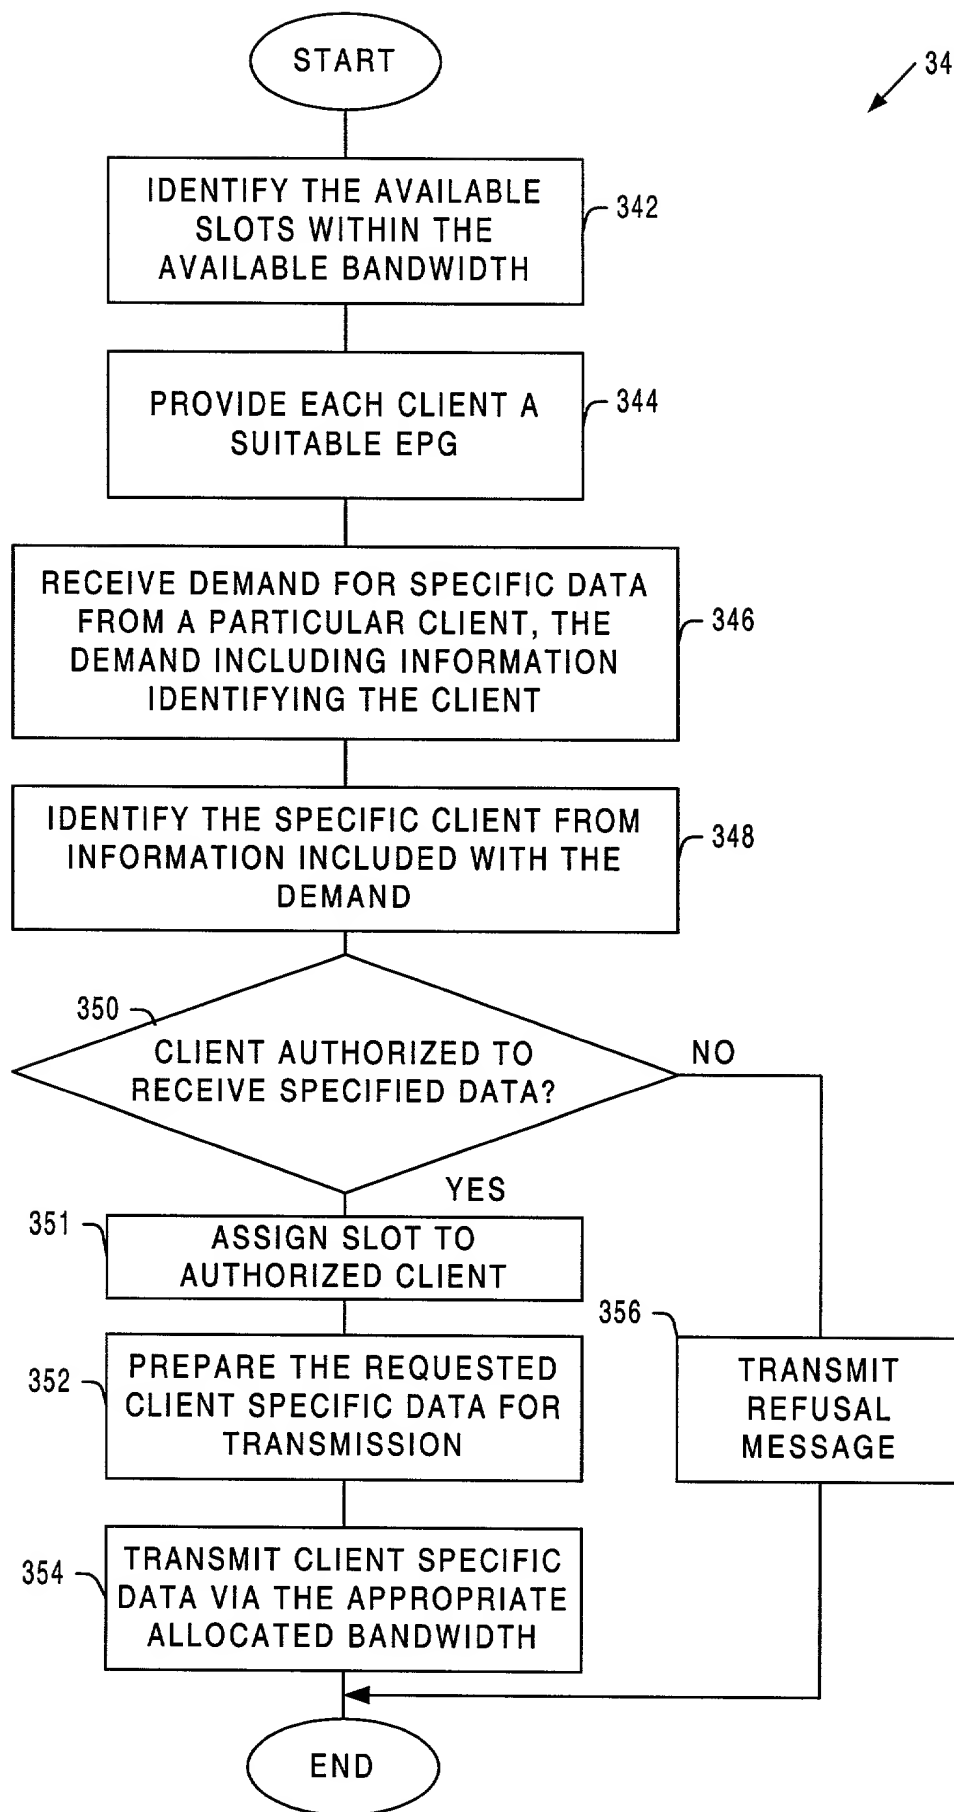 START
34
IDENTIFY THE AVAILABLE
SLOTS WITHIN THE
AVAILABLE BANDWIDTH
342
PROVIDE EACH CLIENT A
SUITABLE EPG
344
RECEIVE DEMAND FOR SPECIFIC DATA
FROM A PARTICULAR CLIENT, THE
DEMAND INCLUDING INFORMATION
IDENTIFYING THE CLIENT
346
IDENTIFY THE SPECIFIC CLIENT FROM
INFORMATION INCLUDED WITH THE
DEMAND
348
350
CLIENT AUTHORIZED TO
RECEIVE SPECIFIED DATA?
NO
YES
351
ASSIGN SLOT TO
AUTHORIZED CLIENT
352
PREPARE THE REQUESTED
CLIENT SPECIFIC DATA FOR
TRANSMISSION
356
TRANSMIT
REFUSAL
MESSAGE
354
TRANSMIT CLIENT SPECIFIC
DATA VIA THE APPROPRIATE
ALLOCATED BANDWIDTH
END